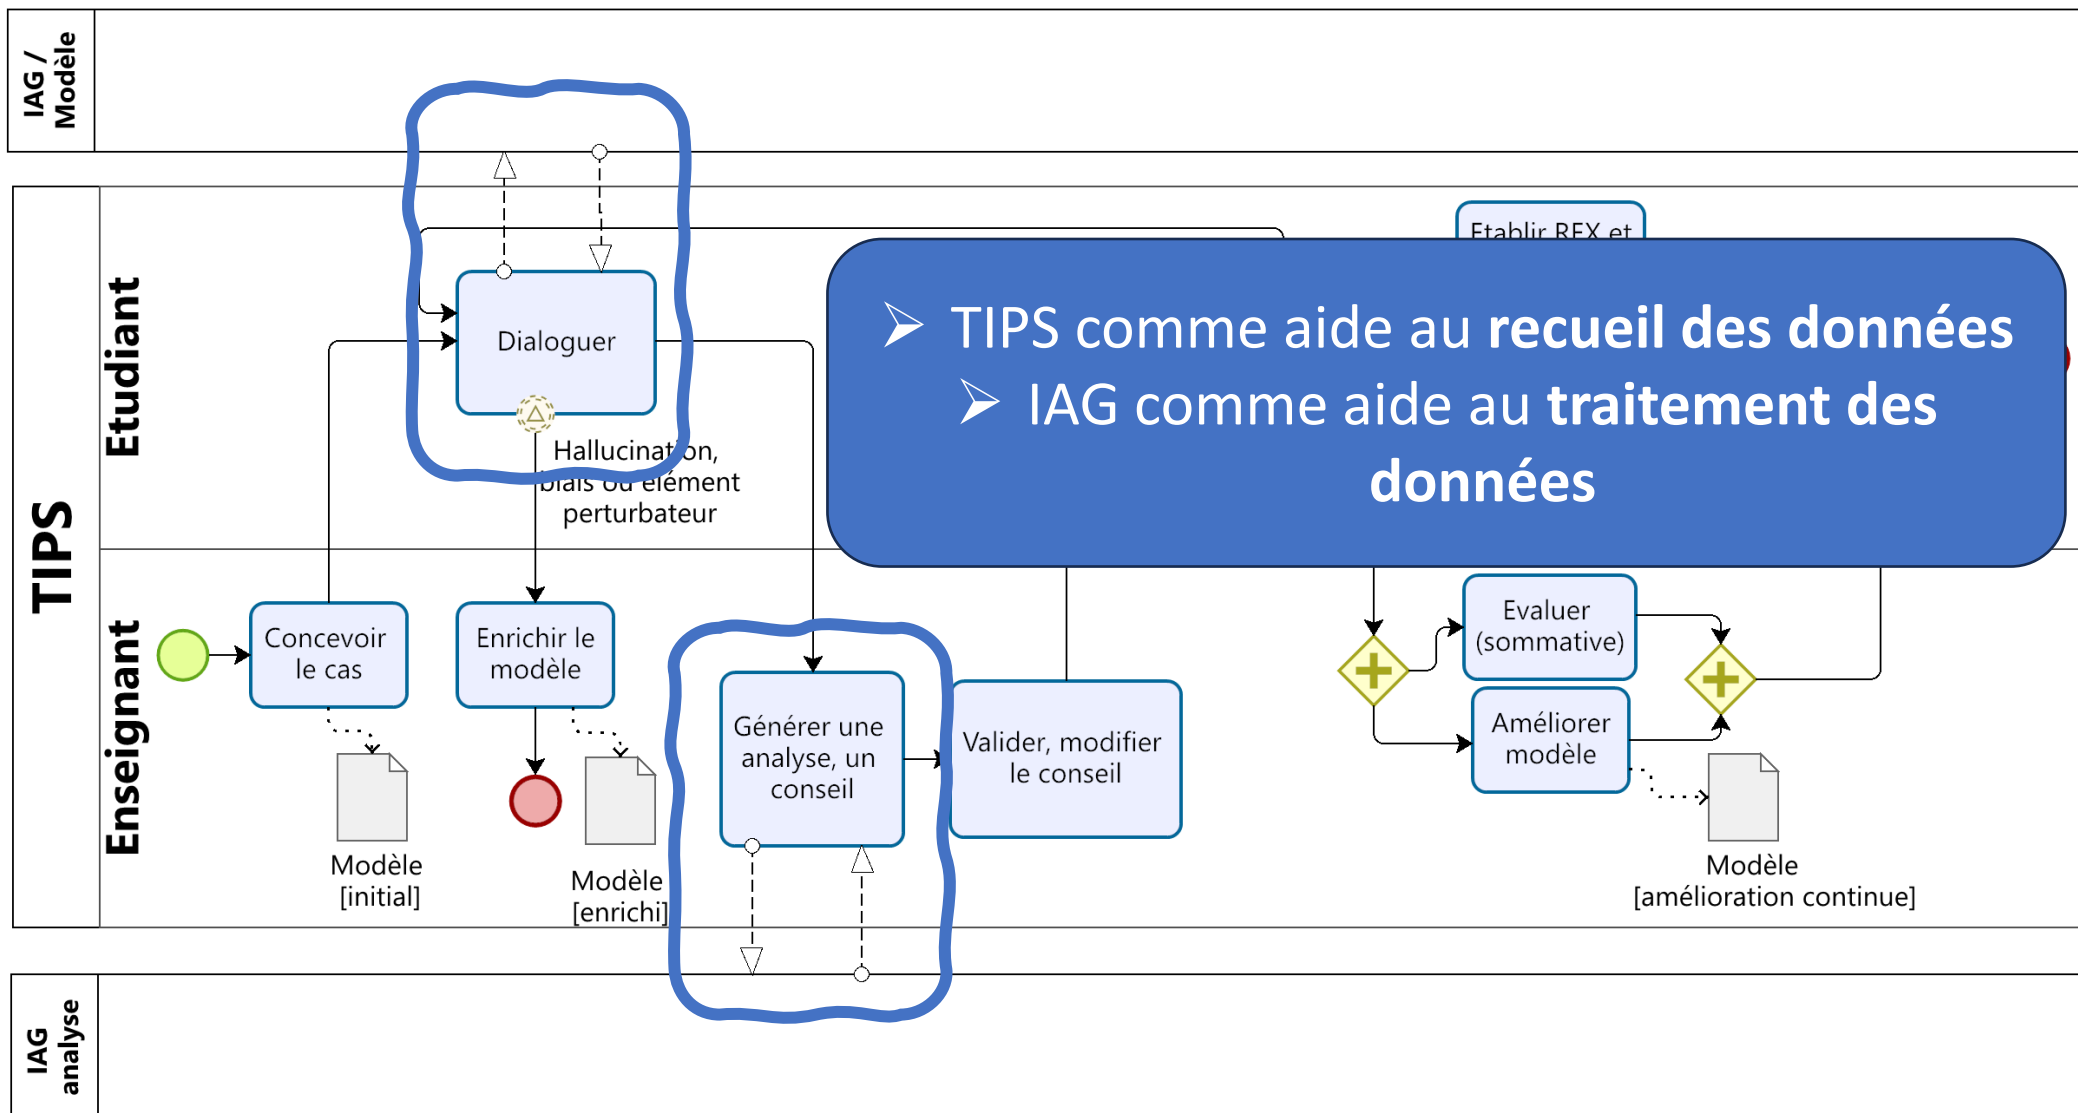 IAG /
Modèle
TIPS
Etudiant
Etablir REX et
Dialoguer
Hallucination,
biais ou élément
perturbateur
TIPS comme aide au recueil des données
IAG comme aide au traitement des
données
Enseignant
Concevoir
le cas
Enrichir le
modèle
Générer une
analyse, un
conseil
Valider, modifier
le conseil
Evaluer
(sommative)
Améliorer
modèle
Modèle
[initial]
Modèle
[enrichi]
Modèle
[amélioration continue]
IAG
analyse